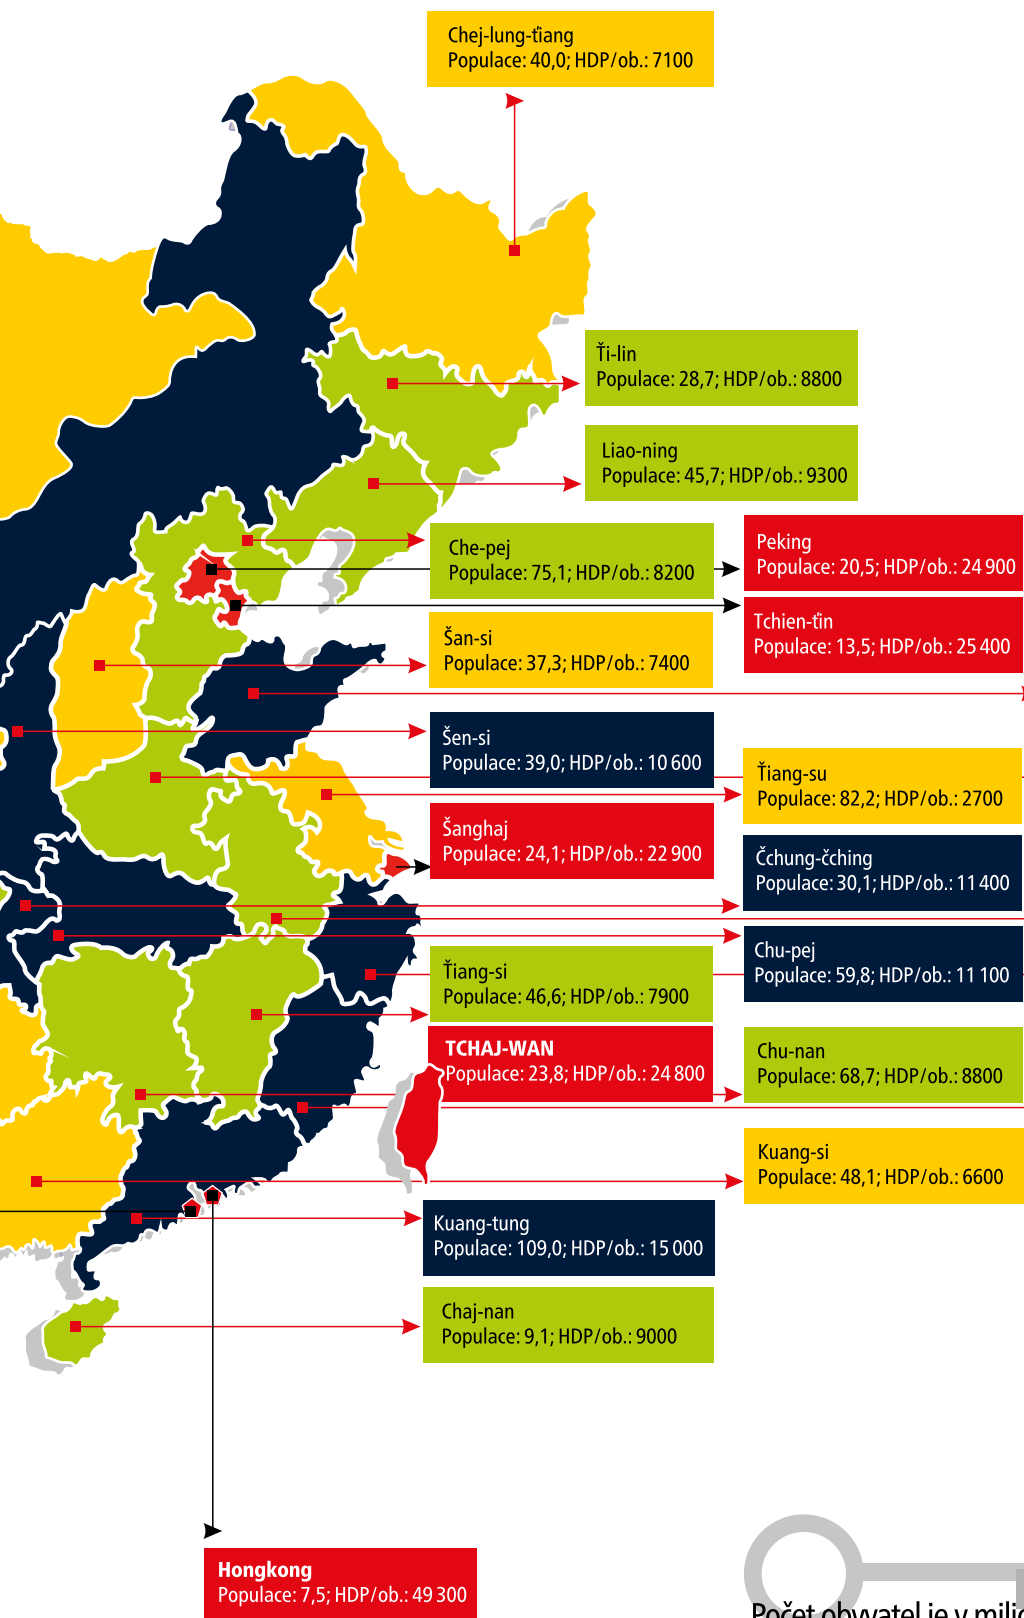 Chej-lung-ťiang
Populace: 40,0; HDP/ob.: 7100
Ťi-lin
Populace: 28,7; HDP/ob.: 8800
Liao-ning
Populace: 45,7; HDP/ob.: 9300
Che-pej
Populace: 75,1; HDP/ob.: 8200
Peking
Populace: 20,5; HDP/ob.: 24 900
Tchien-ťin
Populace: 13,5; HDP/ob.: 25 400
Šan-si
Populace: 37,3; HDP/ob.: 7400
Šen-si
Populace: 39,0; HDP/ob.: 10 600
Ťiang-su
Populace: 82,2; HDP/ob.: 2700
Šanghaj
Populace: 24,1; HDP/ob.: 22 900
Čchung-čching
Populace: 30,1; HDP/ob.: 11 400
Chu-pej
Populace: 59,8; HDP/ob.: 11 100
Ťiang-si
Populace: 46,6; HDP/ob.: 7900
TCHAJ-WAN
Populace: 23,8; HDP/ob.: 24 800
Chu-nan
Populace: 68,7; HDP/ob.: 8800
Kuang-si
Populace: 48,1; HDP/ob.: 6600
Kuang-tung
Populace: 109,0; HDP/ob.: 15 000
Chaj-nan
Populace: 9,1; HDP/ob.: 9000
Hongkong
Populace: 7,5; HDP/ob.: 49 300
Počet obyvatel je v